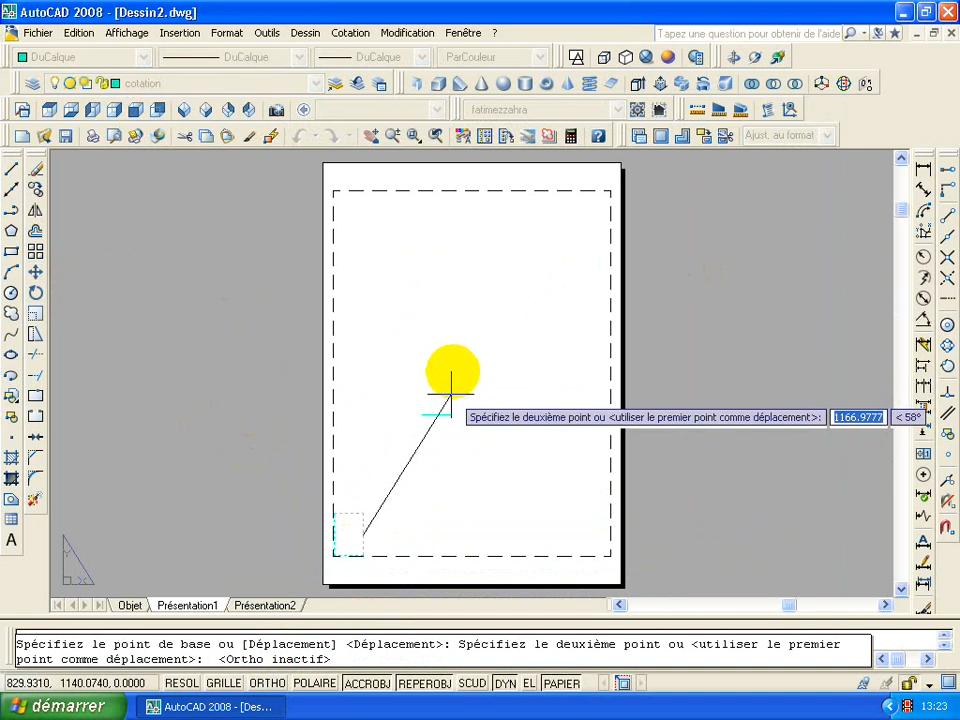 AutoCAD 2008 - [Dessin2.dwg]
Fichier Edition Affichage Insertion Format Outils Dessin Cotation Modification Fenêtre ? Tapez une question pour obtenir de l'aide
DuCalque DuCalque DuCalque ParCouleur
cotation
fatimezzahra
Ajust. au format
Spécifiez le deuxième point ou <utiliser le premier point comme déplacement>: 1166.9777 < 58°
Objet Présentation1 Présentation2
Spécifiez le point de base ou [Déplacement] <Déplacement>: Spécifiez le deuxième point ou <utiliser le premier
point comme déplacement>: <Ortho inactif>
829.9310, 1140.0740, 0.0000 RESOL GRILLE ORTHO POLAIRE ACCROBJ REPEROBJ SCUD DYN EL PAPIER
démarrer AutoCAD 2008 - [Des... 13:23